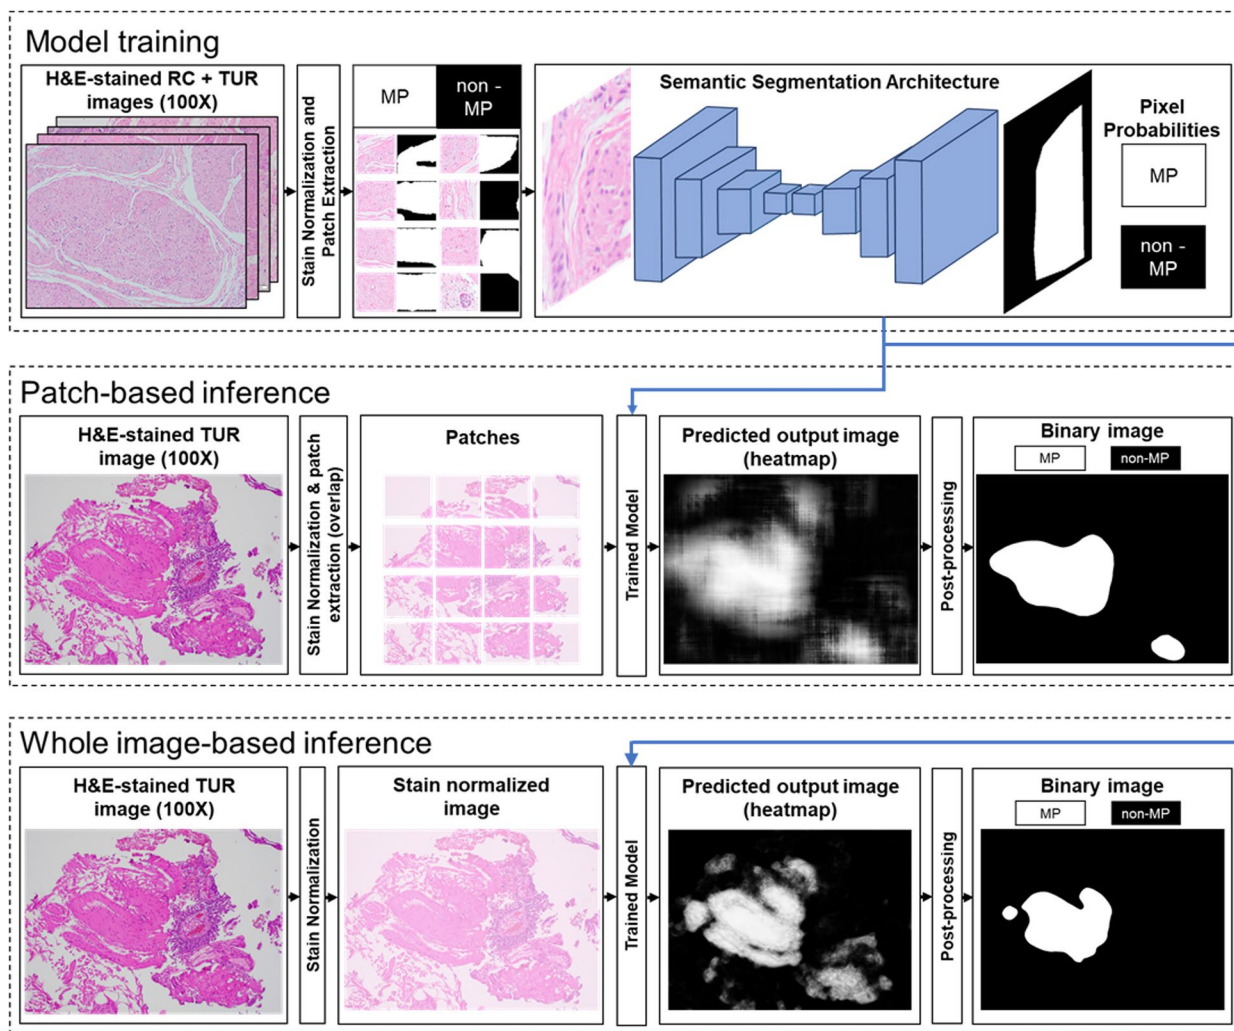 Model training
H&E-stained RC + TUR
images (100X)
Stain Normalization and
Patch Extraction
MP
non -
MP
Semantic Segmentation Architecture
Pixel
Probabilities
MP
non -
MP
Patch-based inference
H&E-stained TUR
image (100X)
Stain Normalization & patch
extraction (overlap)
Patches
Trained Model
Predicted output image
(heatmap)
Post-processing
Binary image
MP
non-MP
Whole image-based inference
H&E-stained TUR
image (100X)
Stain Normalization
Stain normalized
image
Trained Model
Predicted output image
(heatmap)
Post-processing
Binary image
MP
non-MP